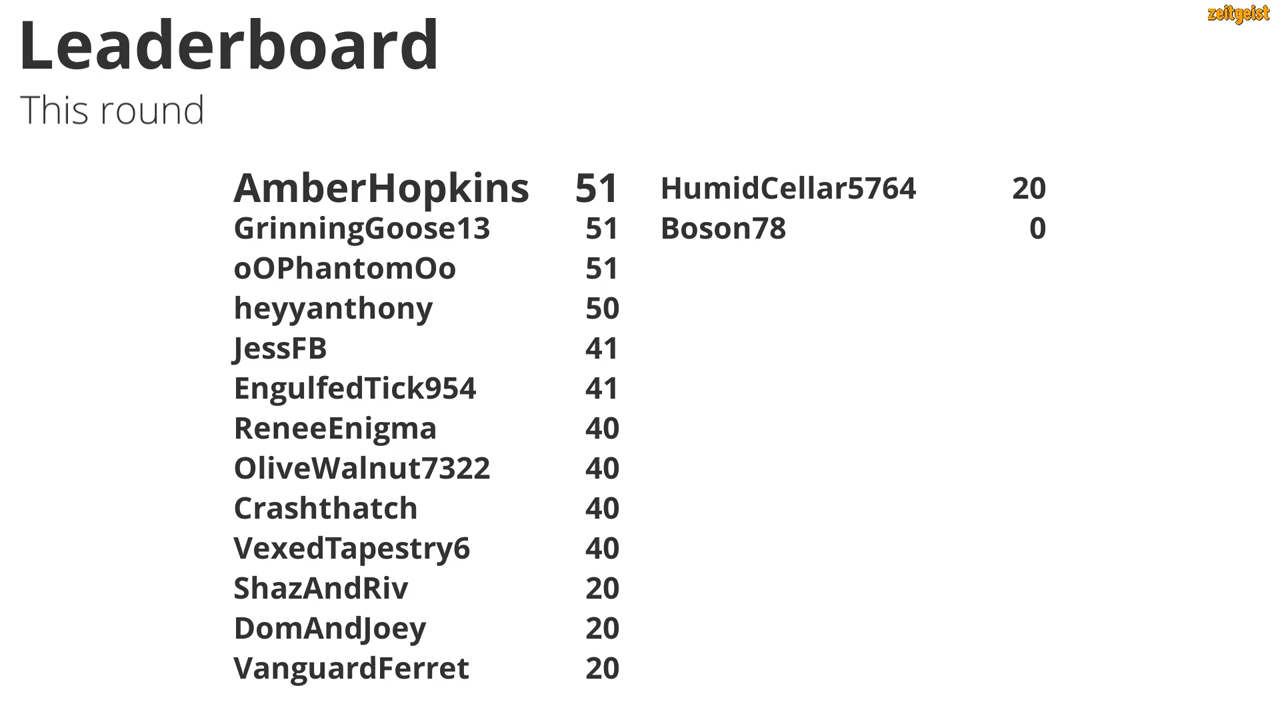 zeitgeist
Leaderboard
This round
AmberHopkins 51
GrinningGoose13 51
oOPhantomOo 51
heyyanthony 50
JessFB 41
EngulfedTick954 41
ReneeEnigma 40
OliveWalnut7322 40
Crashthatch 40
VexedTapestry6 40
ShazAndRiv 20
DomAndJoey 20
VanguardFerret 20
HumidCellar5764 20
Boson78 0